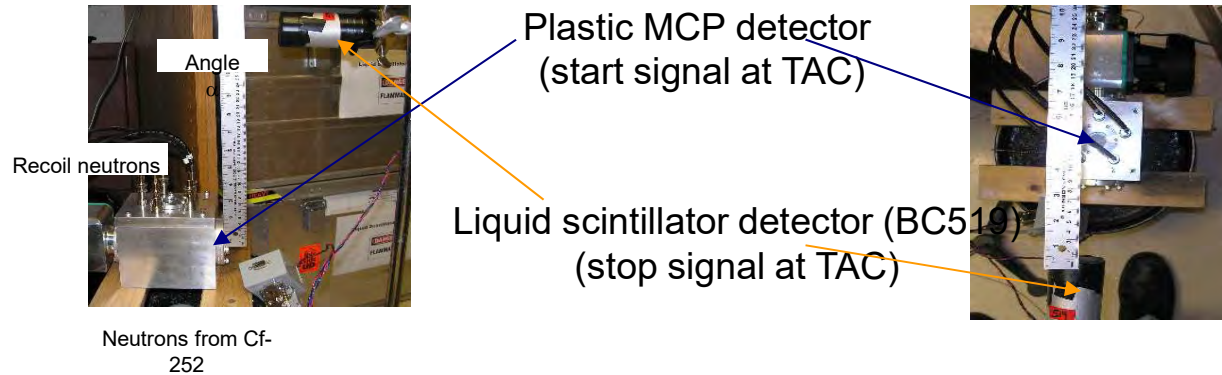 Plastic MCP detector
(start signal at TAC)
Angle
α
Recoil neutrons
Liquid scintillator detector (BC519)
(stop signal at TAC)
Neutrons from Cf-
252